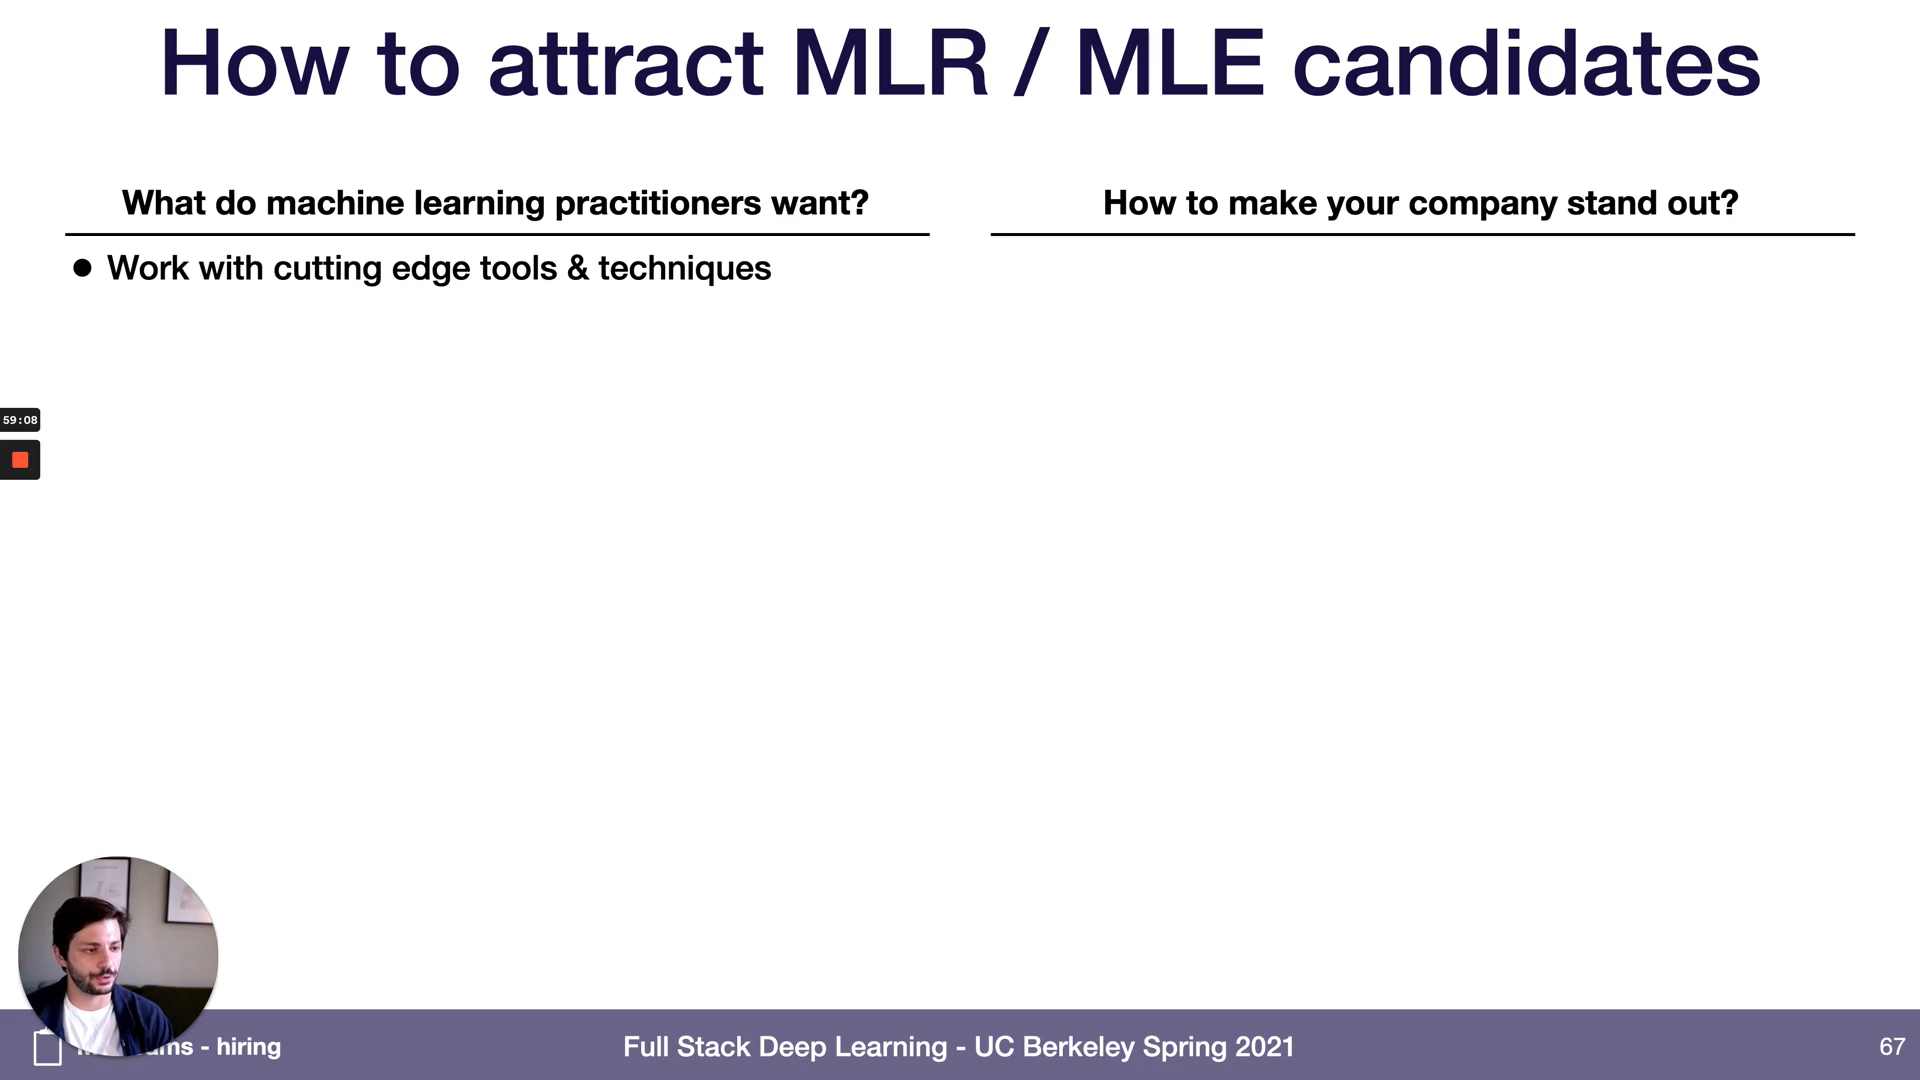 How to attract MLR / MLE candidates
What do machine learning practitioners want?
How to make your company stand out?
● Work with cutting edge tools & techniques
59:08
- hiring
Full Stack Deep Learning - UC Berkeley Spring 2021
67